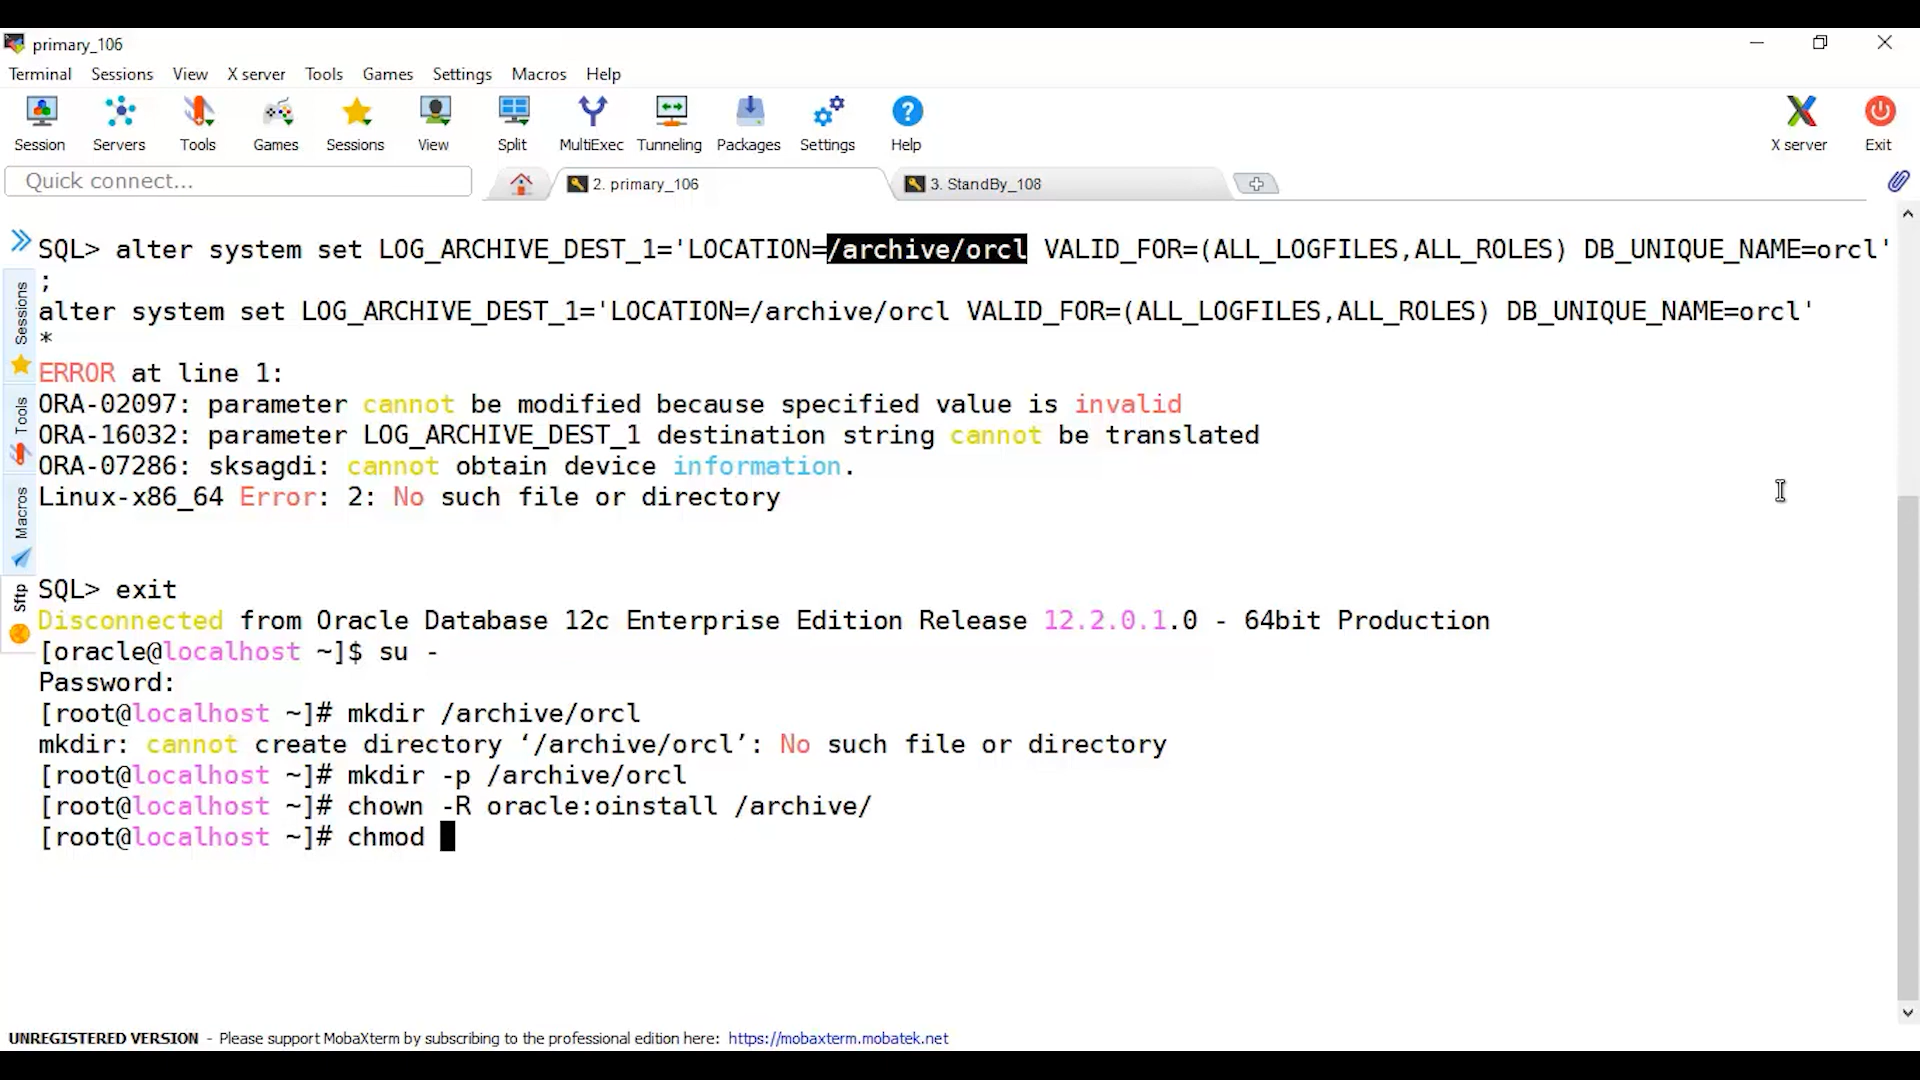 primary_106
Terminal Sessions View X server Tools Games Settings Macros Help
Session Servers Tools Games Sessions View Split MultiExec Tunneling Packages Settings Help X server Exit
Quick connect...
2. primary_106
3. StandBy_108
Sessions
Tools
Macros
Sftp
SQL> alter system set LOG_ARCHIVE_DEST_1='LOCATION=/archive/orcl VALID_FOR=(ALL_LOGFILES,ALL_ROLES) DB_UNIQUE_NAME=orcl'
;
alter system set LOG_ARCHIVE_DEST_1='LOCATION=/archive/orcl VALID_FOR=(ALL_LOGFILES,ALL_ROLES) DB_UNIQUE_NAME=orcl'
*
ERROR at line 1:
ORA-02097: parameter cannot be modified because specified value is invalid
ORA-16032: parameter LOG_ARCHIVE_DEST_1 destination string cannot be translated
ORA-07286: sksagdi: cannot obtain device information.
Linux-x86_64 Error: 2: No such file or directory
SQL> exit
Disconnected from Oracle Database 12c Enterprise Edition Release 12.2.0.1.0 - 64bit Production
[oracle@localhost ~]$ su -
Password:
[root@localhost ~]# mkdir /archive/orcl
mkdir: cannot create directory ‘/archive/orcl’: No such file or directory
[root@localhost ~]# mkdir -p /archive/orcl
[root@localhost ~]# chown -R oracle:oinstall /archive/
[root@localhost ~]# chmod
UNREGISTERED VERSION - Please support MobaXterm by subscribing to the professional edition here: https://mobaxterm.mobatek.net